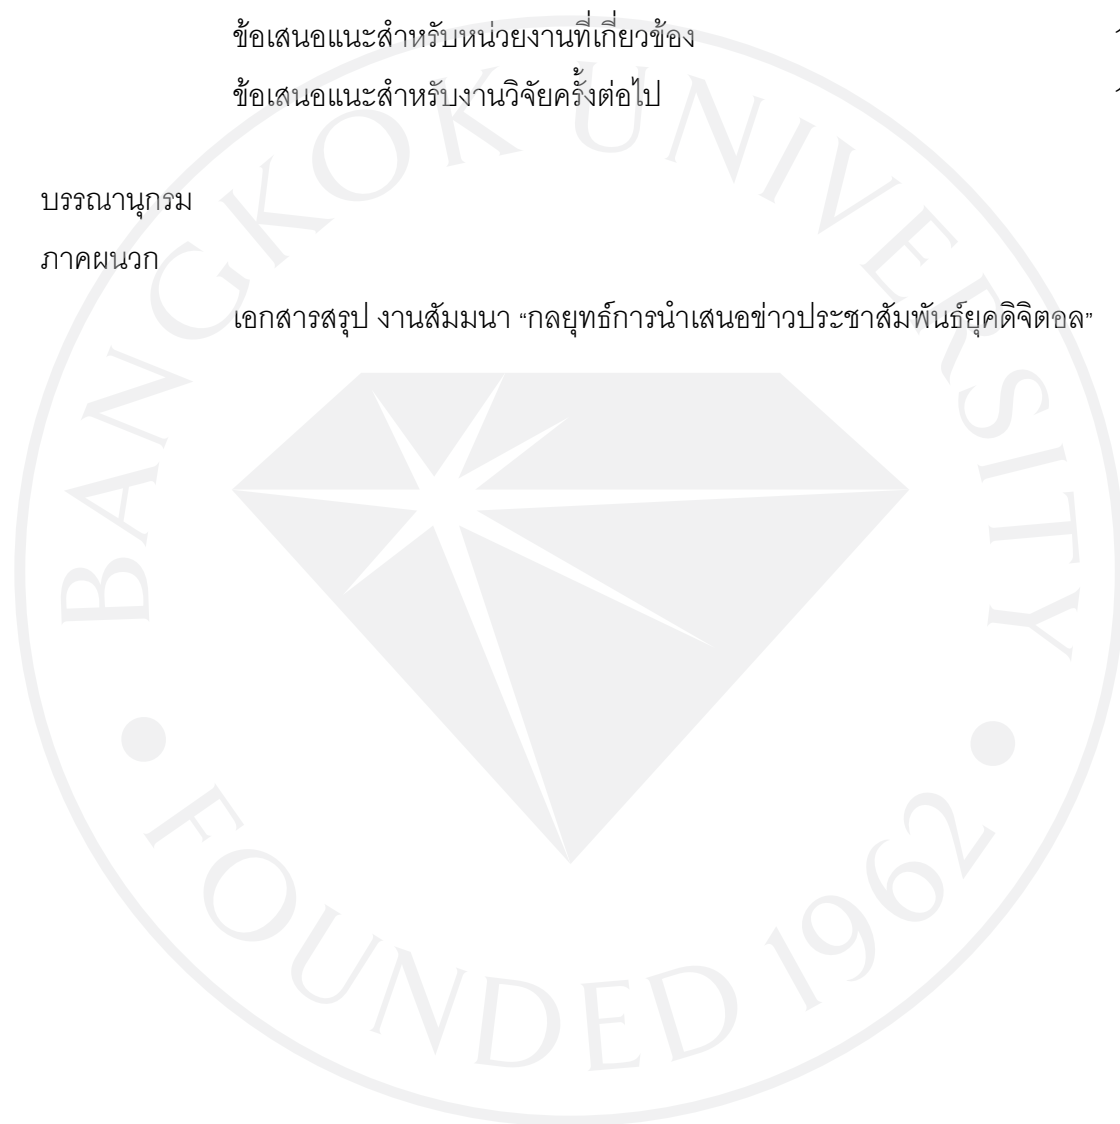 ข้อเสนอแนะสำหรับหน่วยงานที่เกี่ยวข้อง
ข้อเสนอแนะสำหรับงานวิจัยครั้งต่อไป
บรรณานุกรม
ภาคผนวก
เอกสารสรุป งานสัมมนา “กลยุทธ์การนำเสนอข่าวประชาสัมพันธ์ยุคดิจิตอล”
BANGKOK UNIVERSITY
FOUNDED 1962